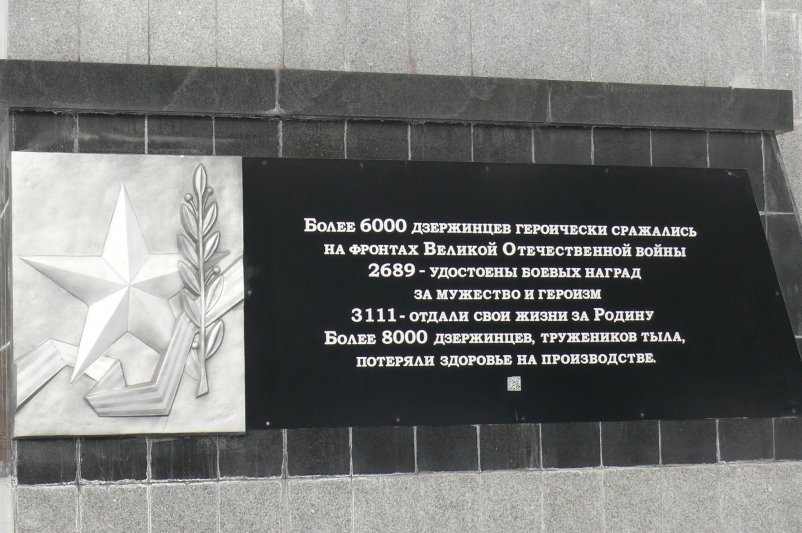 Более 6000 дзержинцев героически сражались
на фронтах Великой Отечественной войны
2689 - удостоены боевых наград
за мужество и героизм
3111 - отдали свои жизни за Родину
Более 8000 дзержинцев, тружеников тыла,
потеряли здоровье на производстве.